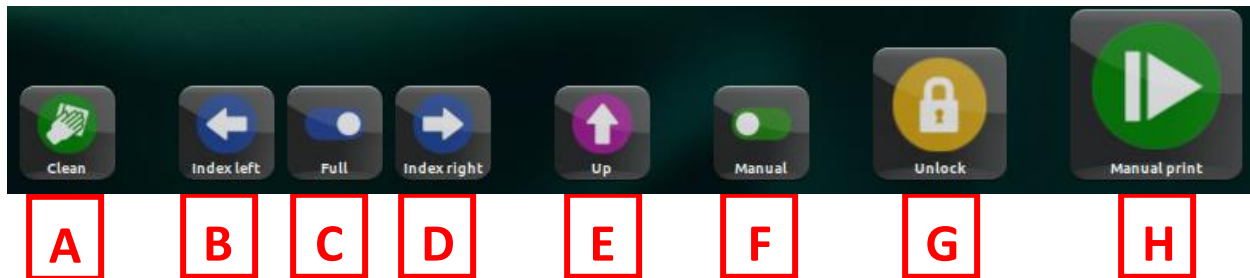 Clean Index left Full Index right Up Manual Unlock Manual print
A B C D E F G H